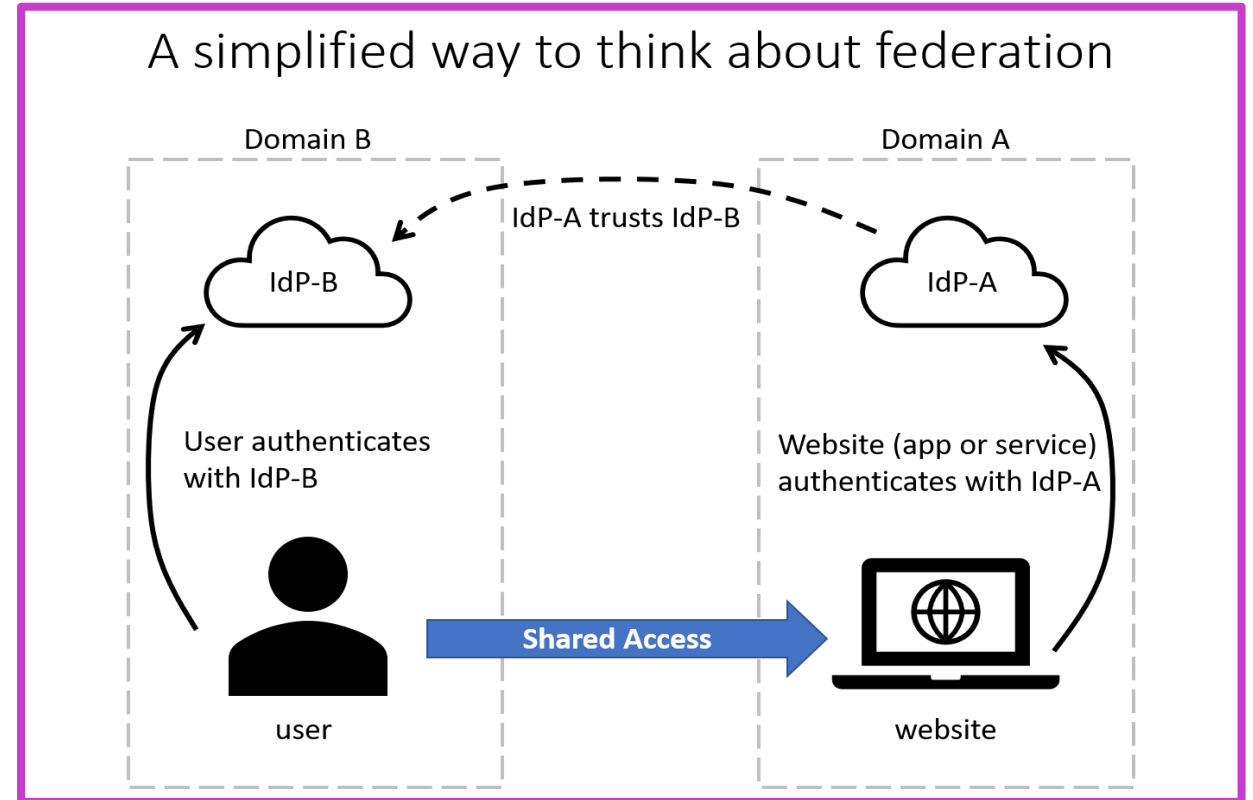 A simplified way to think about federation
Domain B
Domain A
IdP-A trusts IdP-B
IdP-B
IdP-A
User authenticates
with IdP-B
Website (app or service)
authenticates with IdP-A
Shared Access
user
website